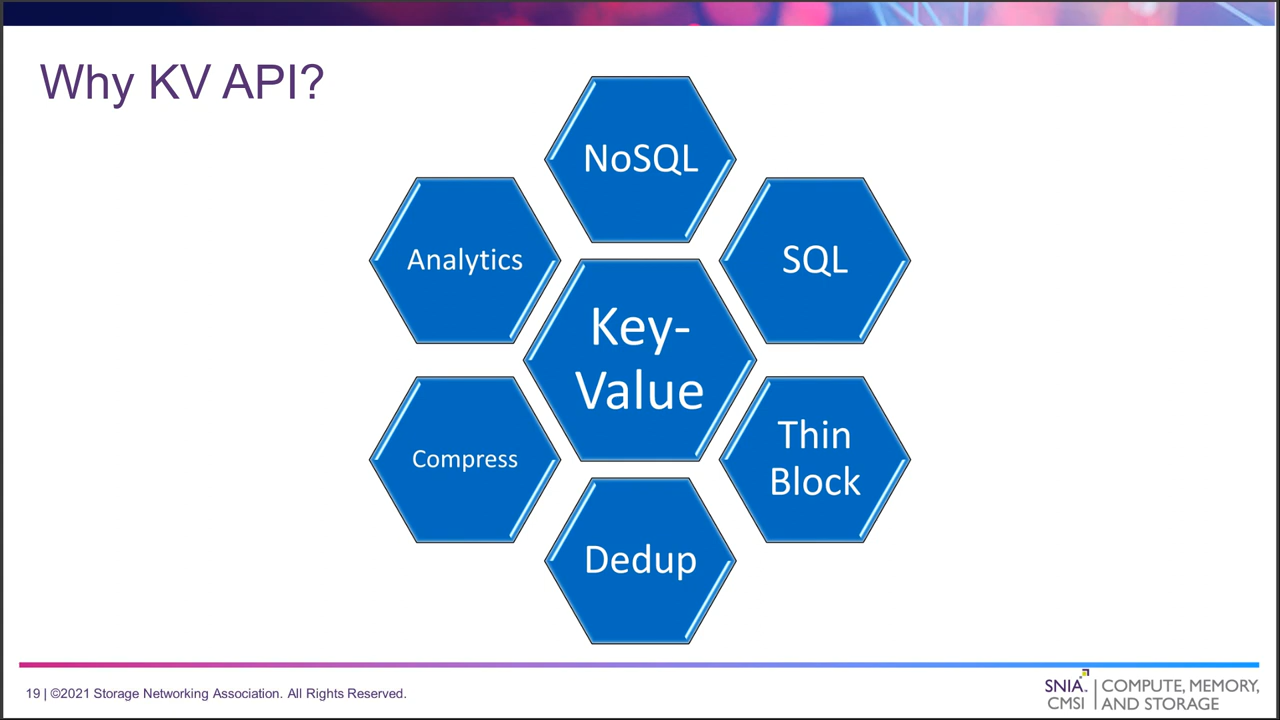 Why KV API?
NoSQL
Analytics
SQL
Key-
Value
Compress
Thin
Block
Dedup
19 | ©2021 Storage Networking Association. All Rights Reserved.
SNIA.
CMSI
COMPUTE, MEMORY,
AND STORAGE